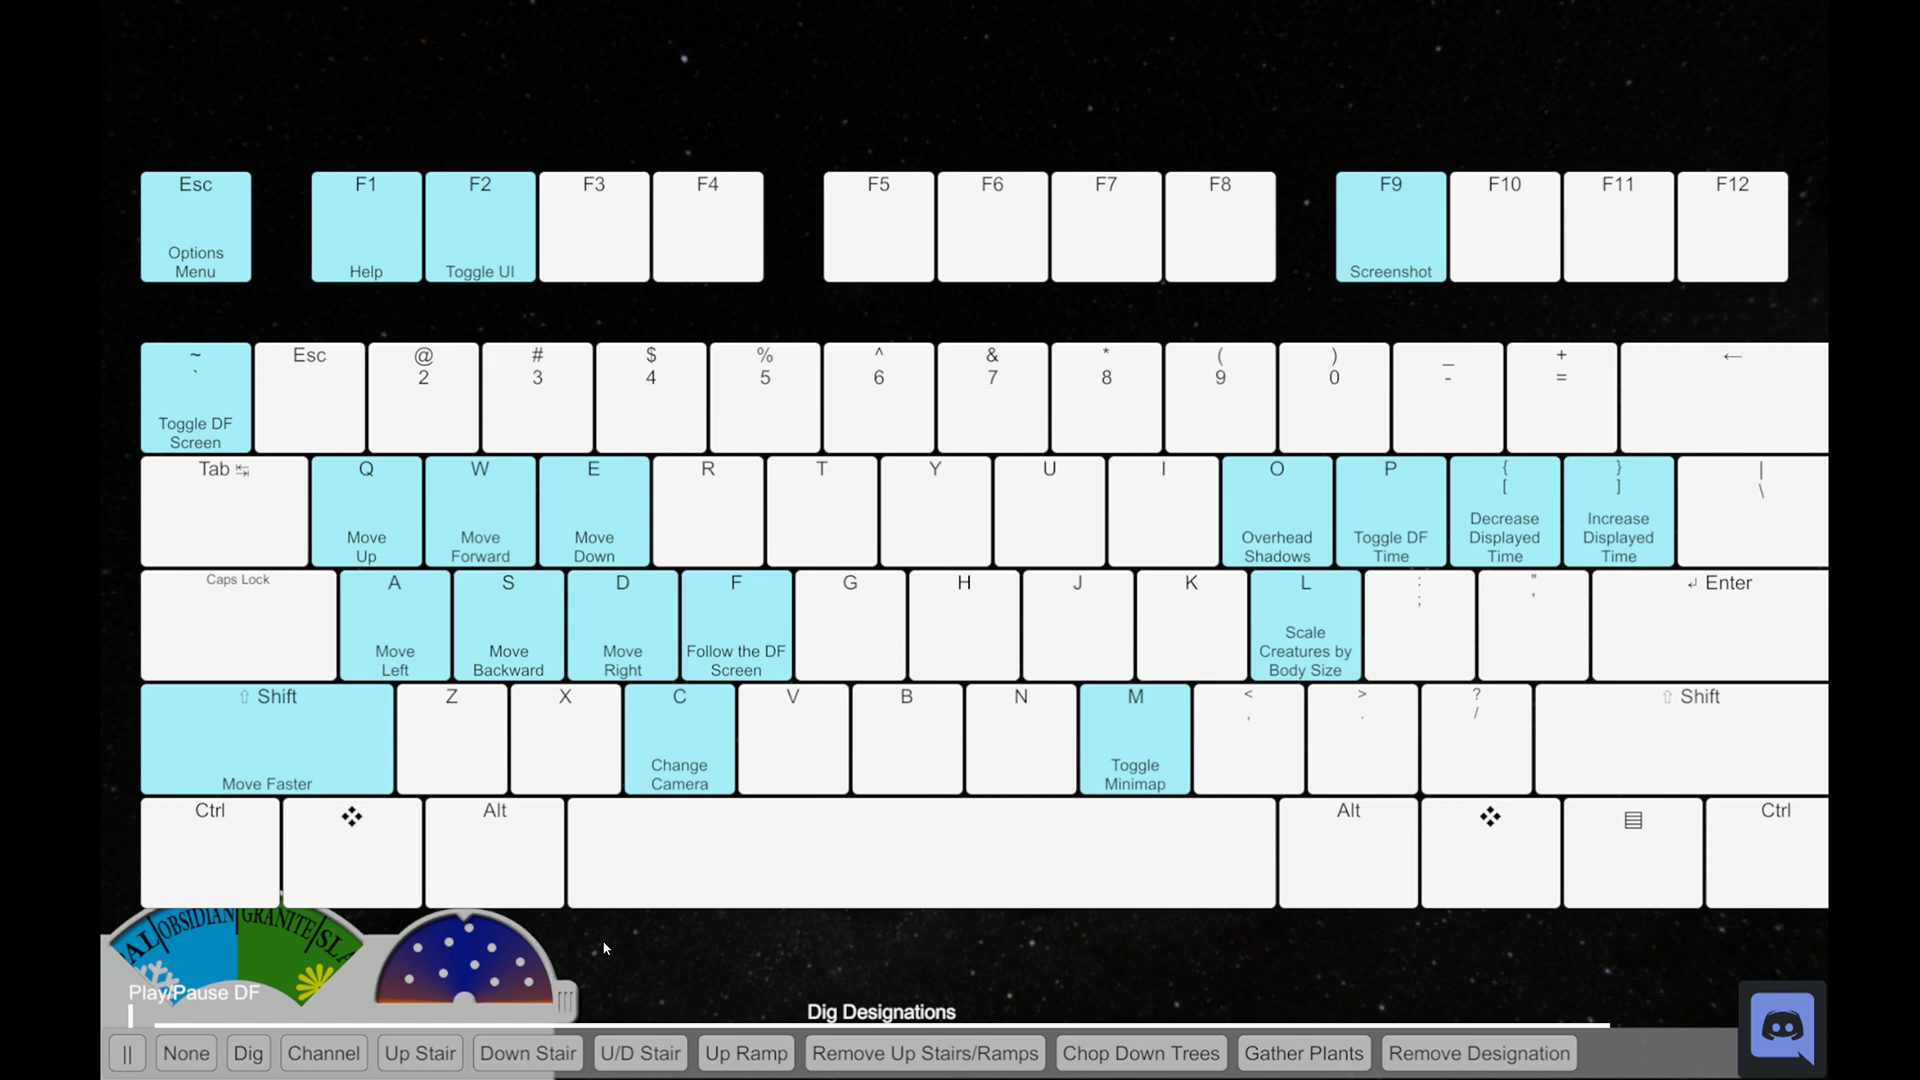 Esc
Options
Menu
F1
Help
F2
Toggle UI
F3
F4
F5
F6
F7
F8
F9
Screenshot
F10
F11
F12
~
`
Toggle DF
Screen
Esc
@
2
#
3
$
4
%
5
^
6
&
7
*
8
(
9
)
0
_
-
+
=
←
Tab ↹
Q
Move
Up
W
Move
Forward
E
Move
Down
R
T
Y
U
I
O
Overhead
Shadows
P
Toggle DF
Time
{
[
Decrease
Displayed
Time
}
]
Increase
Displayed
Time
|
\
Caps Lock
A
Move
Left
S
Move
Backward
D
Move
Right
F
Follow the DF
Screen
G
H
J
K
L
Scale
Creatures by
Body Size
:
;
"
'
↲ Enter
⇧ Shift
Move Faster
Z
X
C
Change
Camera
V
B
N
M
Toggle
Minimap
<
,
>
.
?
/
⇧ Shift
Ctrl
Alt
Alt
Ctrl
AL OBSIDIAN GRANITE SLA
Play/Pause DF
Dig Designations
|| None Dig Channel Up Stair Down Stair U/D Stair Up Ramp Remove Up Stairs/Ramps Chop Down Trees Gather Plants Remove Designation